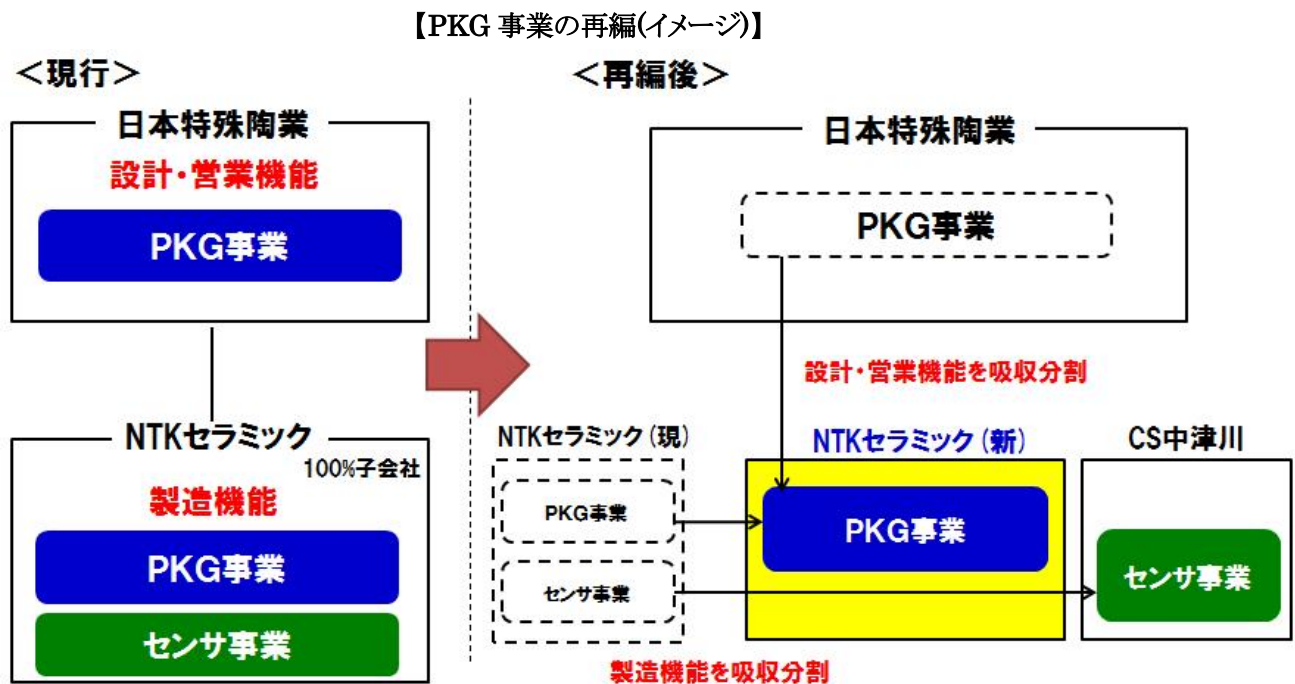 【PKG 事業の再編(イメージ)】
＜現行＞
日本特殊陶業
設計・営業機能
PKG事業
NTKセラミック
100%子会社
製造機能
PKG事業
センサ事業
＜再編後＞
日本特殊陶業
PKG事業
設計・営業機能を吸収分割
NTKセラミック（現）
PKG事業
センサ事業
NTKセラミック（新）
PKG事業
CS中津川
センサ事業
製造機能を吸収分割